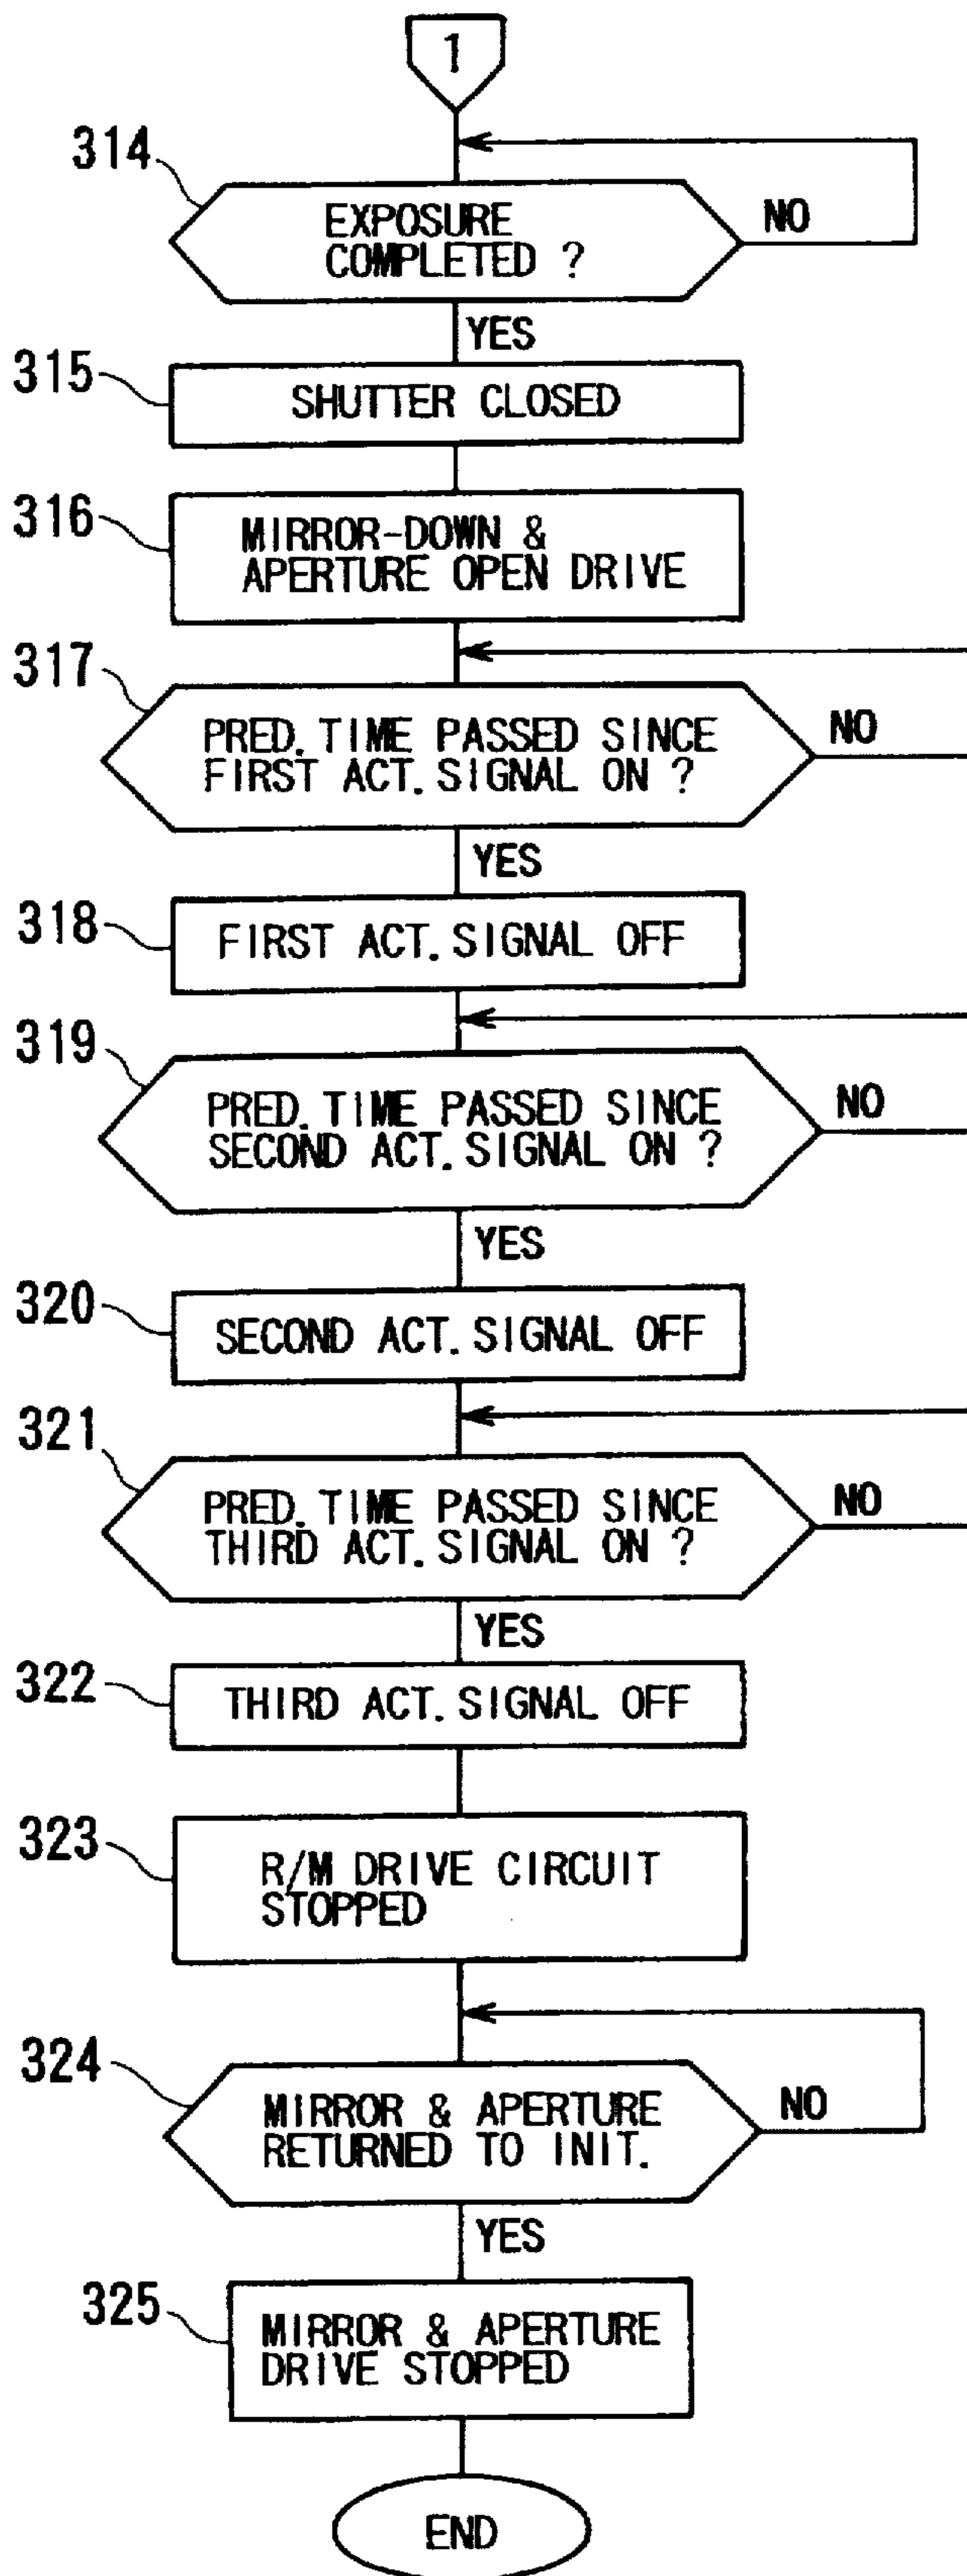 1
314
EXPOSURE
COMPLETED ?
NO
YES
315
SHUTTER CLOSED
316
MIRROR-DOWN &
APERTURE OPEN DRIVE
317
PRED. TIME PASSED SINCE
FIRST ACT. SIGNAL ON ?
NO
YES
318
FIRST ACT. SIGNAL OFF
319
PRED. TIME PASSED SINCE
SECOND ACT. SIGNAL ON ?
NO
YES
320
SECOND ACT. SIGNAL OFF
321
PRED. TIME PASSED SINCE
THIRD ACT. SIGNAL ON ?
NO
YES
322
THIRD ACT. SIGNAL OFF
323
R/M DRIVE CIRCUIT
STOPPED
324
MIRROR & APERTURE
RETURNED TO INIT.
NO
YES
325
MIRROR & APERTURE
DRIVE STOPPED
END